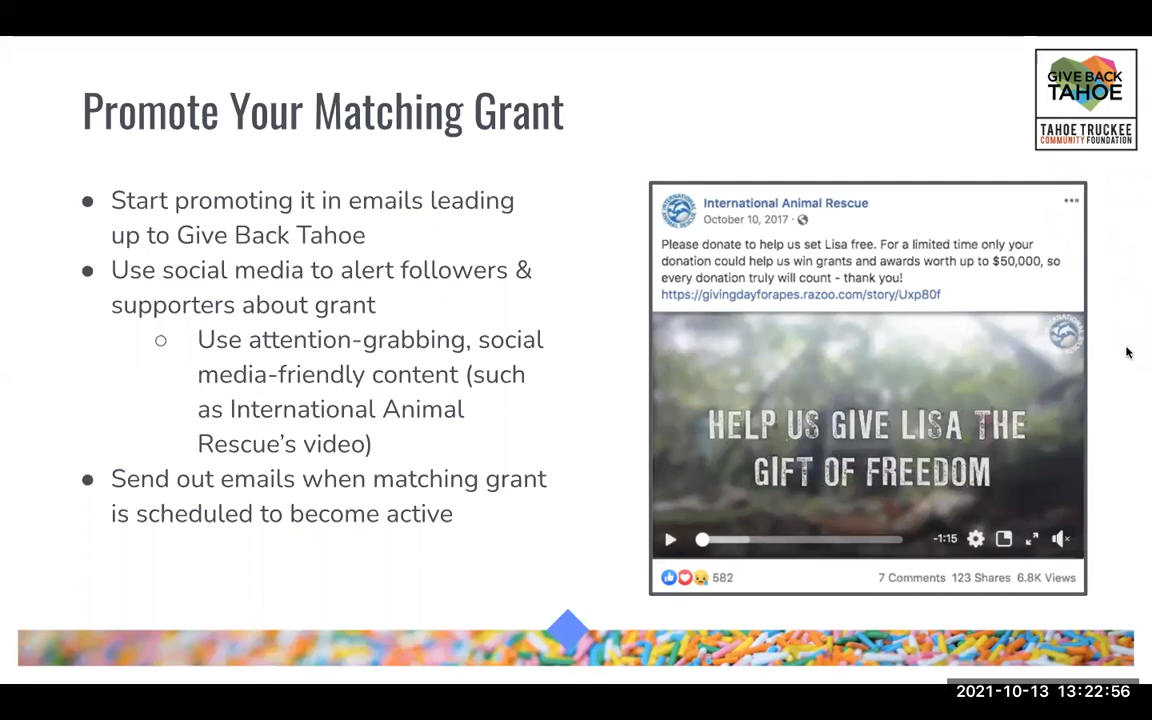 Promote Your Matching Grant
GIVE BACK
TAHOE
TAHOE TRUCKEE
COMMUNITY FOUNDATION
● Start promoting it in emails leading
up to Give Back Tahoe
● Use social media to alert followers &
supporters about grant
○ Use attention-grabbing, social
media-friendly content (such
as International Animal
Rescue's video)
● Send out emails when matching grant
is scheduled to become active
International Animal Rescue
October 10, 2017 ·
Please donate to help us set Lisa free. For a limited time only your
donation could help us win grants and awards worth up to $50,000, so
every donation truly will count - thank you!
https://givingdayforapes.razoo.com/story/Uxp80f
HELP US GIVE LISA THE
GIFT OF FREEDOM
-1:15
582
7 Comments 123 Shares 6.8K Views
2021-10-13 13:22:56